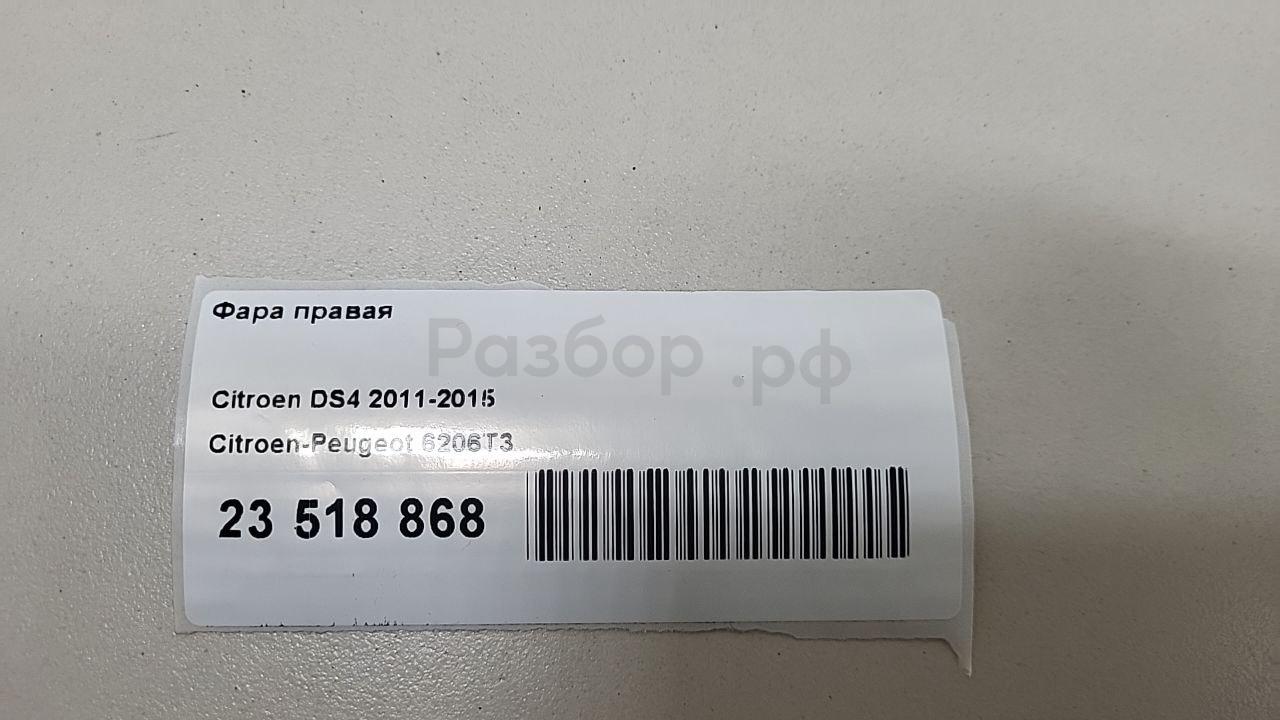 Фара правая
Разбор.рф
Citroen DS4 2011-2015
Citroen-Peugeot 6206T3
23 518 868